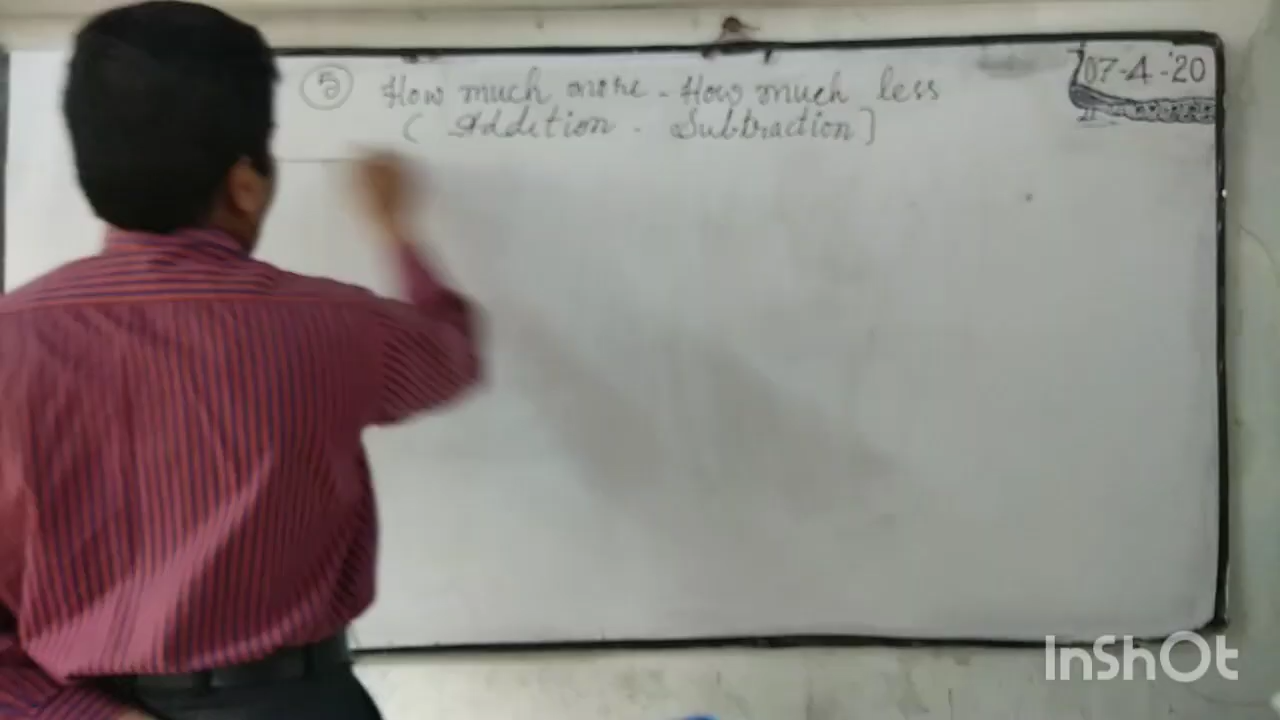 5 How much more - How much less
( Addition - Subtraction )
07-4-'20
InShOt